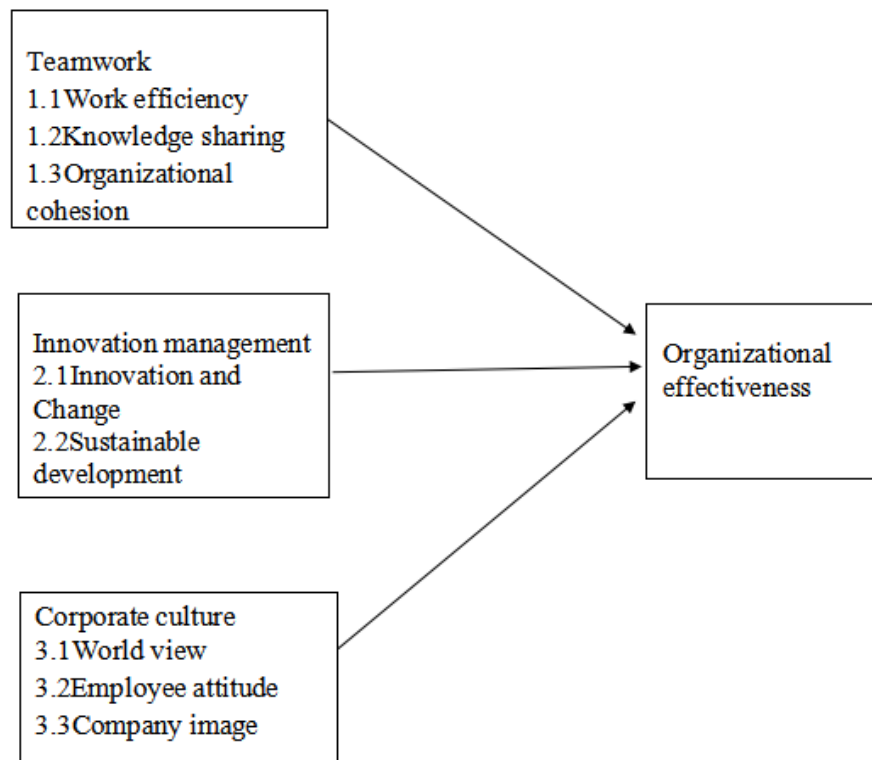 Teamwork
1.1Work efficiency
1.2Knowledge sharing
1.3Organizational
cohesion
Innovation management
2.1Innovation and
Change
2.2Sustainable
development
Corporate culture
3.1World view
3.2Employee attitude
3.3Company image
Organizational
effectiveness